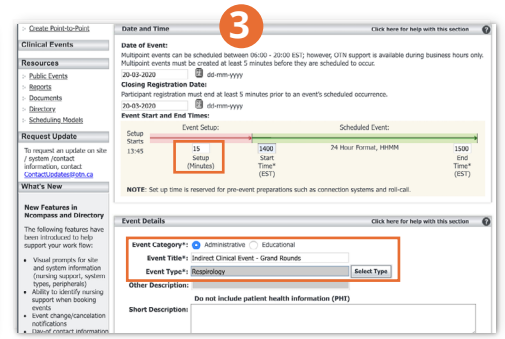 3
Create Point-to-Point
Clinical Events
Resources
Public Events
Reports
Documents
Directory
Scheduling Models
Request Update
To request an update on site
/ system /contact
information, contact
ContactUpdates@otn.ca
What's New
New Features in
Ncompass and Directory
The following features have
been introduced to help
support your work flow:
Visual prompts for site
and system information
(nursing support, system
types, peripherals)
Ability to identify nursing
support when booking
events
Event change/cancelation
notifications
Day-of contact information
Date and Time Click here for help with this section ?
Date of Event:
Multipoint events can be scheduled between 06:00 - 20:00 EST; however, OTN support is available during business hours only.
Multipoint events must be created at least 5 minutes before they are scheduled to occur.
20-03-2020 dd-mm-yyyy
Closing Registration Date:
Participant registration must end at least 5 minutes prior to an event's scheduled occurrence.
20-03-2020 dd-mm-yyyy
Event Start and End Times:
Event Setup: Scheduled Event:
Setup
Starts
13:45
15
Setup
(Minutes)
1400
Start
Time*
(EST)
24 Hour Format, HHMM
1500
End
Time*
(EST)
NOTE: Set up time is reserved for pre-event preparations such as connection systems and roll-call.
Event Details Click here for help with this section ?
Event Category*: Administrative Educational
Event Title*: Indirect Clinical Event - Grand Rounds
Event Type*: Respirology Select Type
Other Description:
Do not include patient health information (PHI)
Short Description: